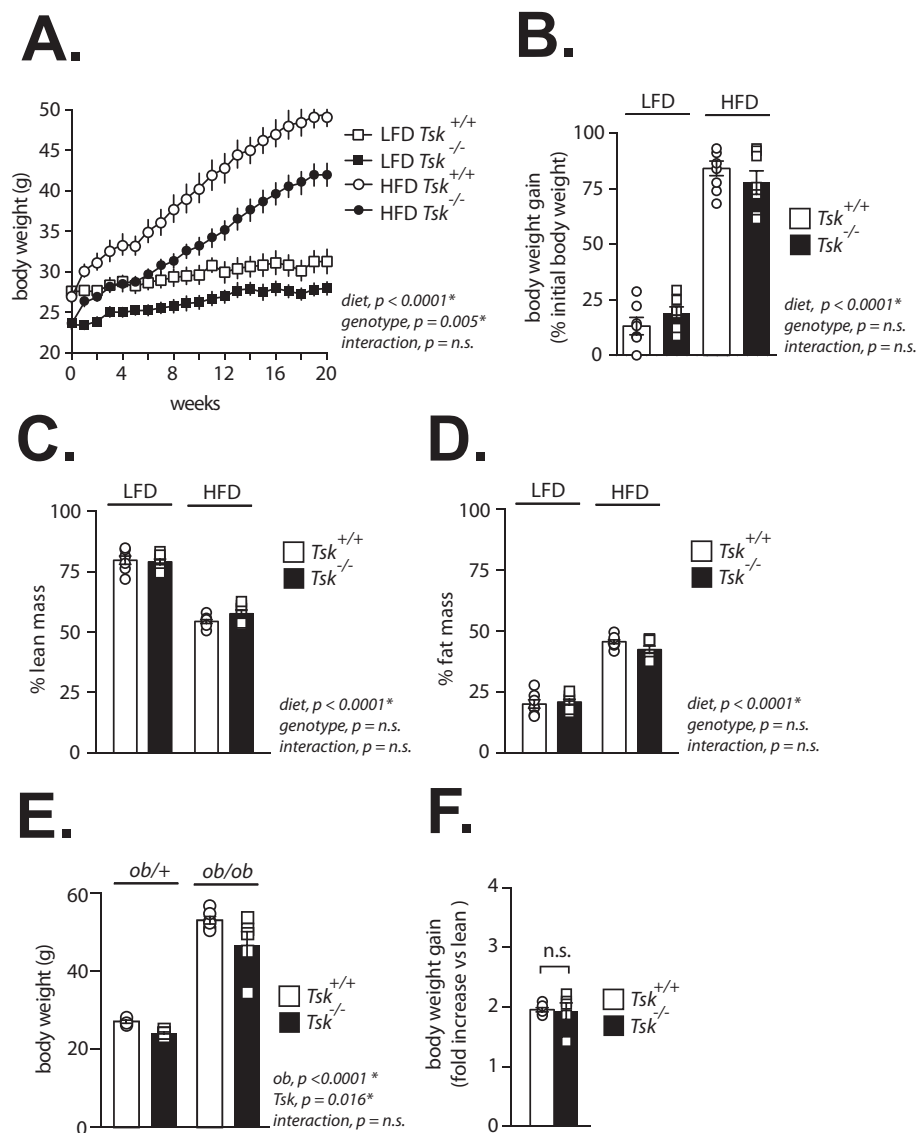 A.
50
45
40
35
30
25
20
0
4
8
12
16
20
body weight (g)
weeks
LFD Tsk +/+
LFD Tsk -/-
HFD Tsk +/+
HFD Tsk -/-
diet, p < 0.0001*
genotype, p = 0.005*
interaction, p = n.s.
B.
LFD HFD
100
75
50
25
0
body weight gain
(% initial body weight)
Tsk +/+
Tsk -/-
diet, p < 0.0001*
genotype, p = n.s.
interaction, p = n.s.
C.
LFD HFD
100
75
50
25
0
% lean mass
Tsk +/+
Tsk -/-
diet, p < 0.0001*
genotype, p = n.s.
interaction, p = n.s.
D.
LFD HFD
100
75
50
25
0
% fat mass
Tsk +/+
Tsk -/-
diet, p < 0.0001*
genotype, p = n.s.
interaction, p = n.s.
E.
ob/+ ob/ob
60
40
20
0
body weight (g)
Tsk +/+
Tsk -/-
ob, p <0.0001 *
Tsk, p = 0.016*
interaction, p = n.s.
F.
4
3
2
1
0
body weight gain
(fold increase vs lean )
n.s.
Tsk +/+
Tsk -/-